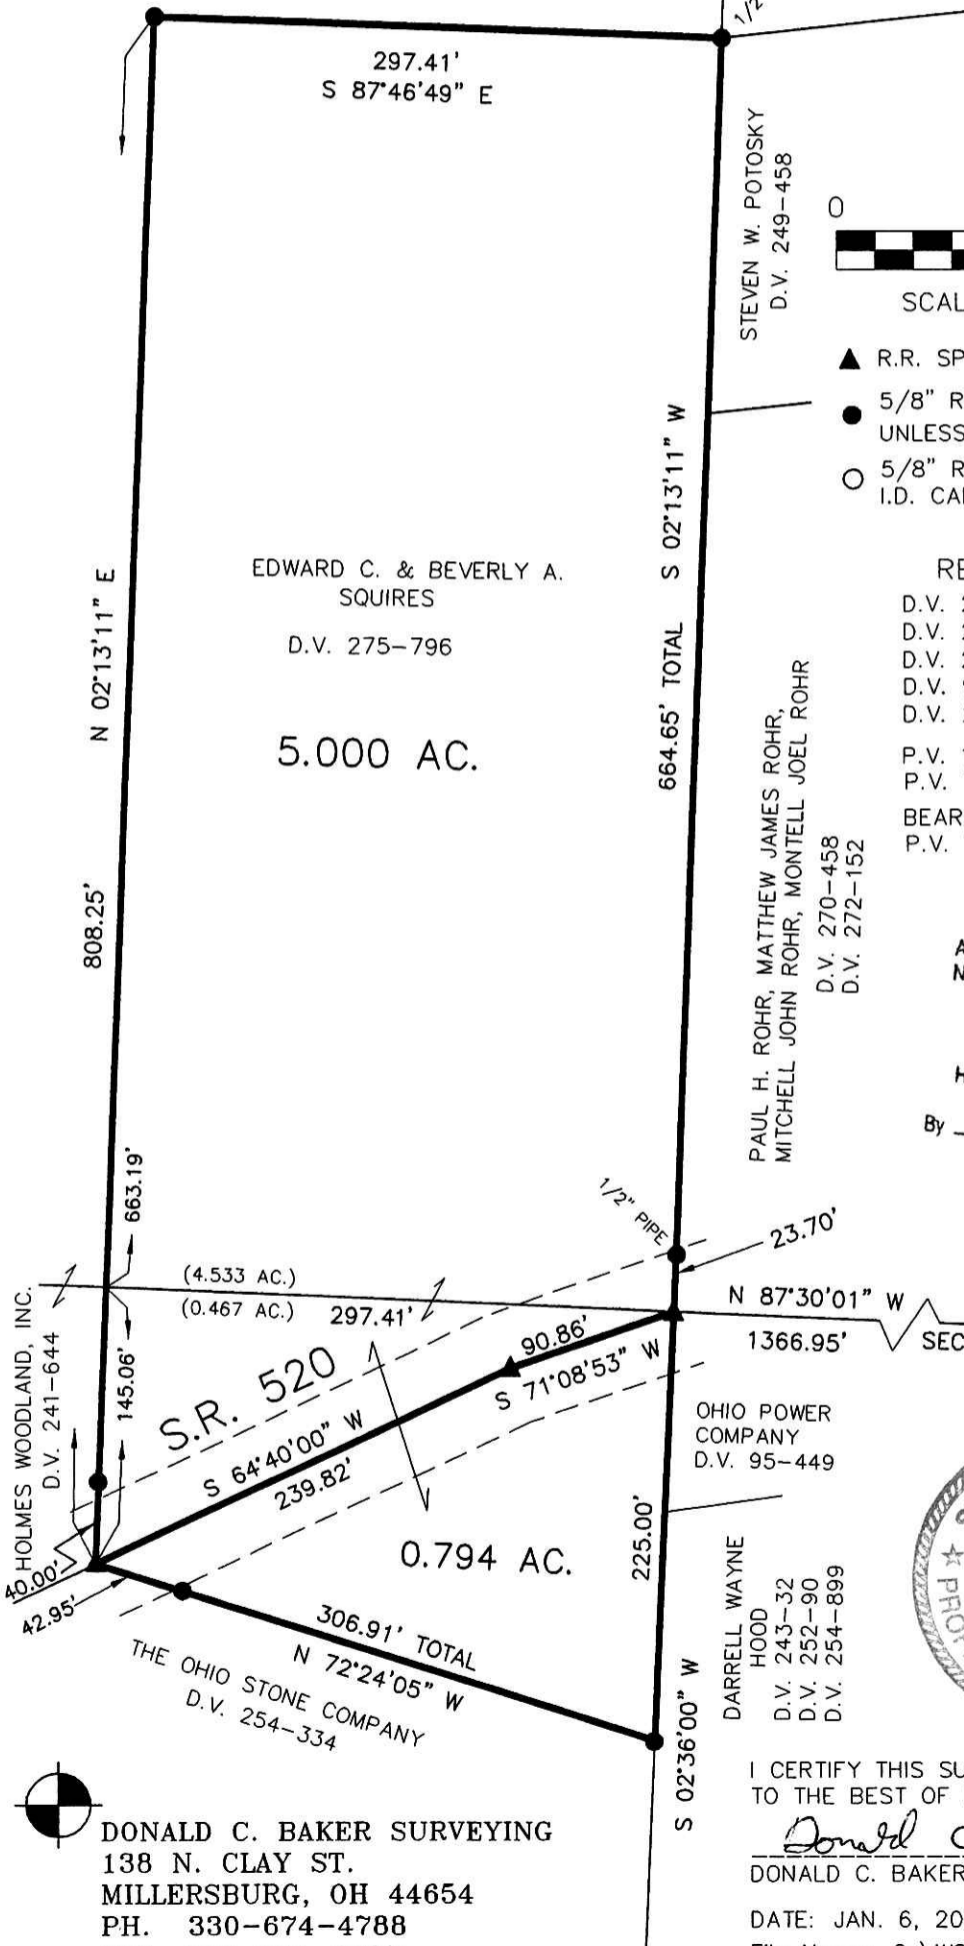 1/2
297.41'
S 87°46'49" E
STEVEN W. POTOSKY
D.V. 249-458
0
SCAL
R.R. SP
5/8" R
UNLESS
5/8" R
I.D. CA
S 02°13'11" W
664.65' TOTAL
N 02°13'11" E
808.25'
EDWARD C. & BEVERLY A.
SQUIRES
D.V. 275-796
5.000 AC.
RE
D.V.
D.V.
D.V.
D.V.
D.V.
P.V.
P.V.
BEAR
P.V.
PAUL H. ROHR, MATTHEW JAMES ROHR,
MITCHELL JOHN ROHR, MONTELL JOEL ROHR
D.V. 270-458
D.V. 272-152
A
N
H
By
663.19'
1/2" PIPE
23.70'
(4.533 AC.)
(0.467 AC.)
297.41'
N 87°30'01" W
1366.95'
SEC
HOLMES WOODLAND, INC.
D.V. 241-644
145.06'
S.R. 520
90.86'
S 71°08'53" W
S 64°40'00" W
239.82'
OHIO POWER
COMPANY
D.V. 95-449
225.00'
0.794 AC.
40.00'
42.95'
306.91' TOTAL
N 72°24'05" W
THE OHIO STONE COMPANY
D.V. 254-334
DARRELL WAYNE
HOOD
D.V. 243-32
D.V. 252-90
D.V. 254-899
S 02°36'00" W
PRO
DONALD C. BAKER SURVEYING
138 N. CLAY ST.
MILLERSBURG, OH 44654
PH. 330-674-4788
I CERTIFY THIS SU
TO THE BEST OF
Donald C
DONALD C. BAKER
DATE: JAN. 6, 20